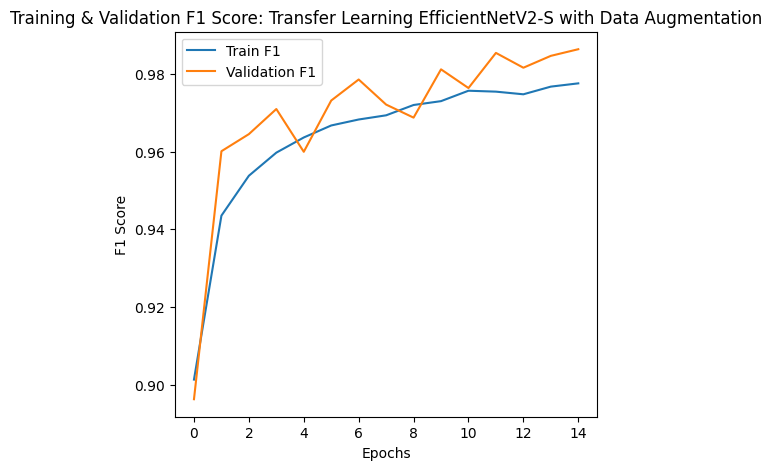 Training & Validation F1 Score: Transfer Learning EfficientNetV2-S with Data Augmentation
Train F1
Validation F1
0.98
0.96
0.94
0.92
0.90
F1 Score
0 2 4 6 8 10 12 14
Epochs